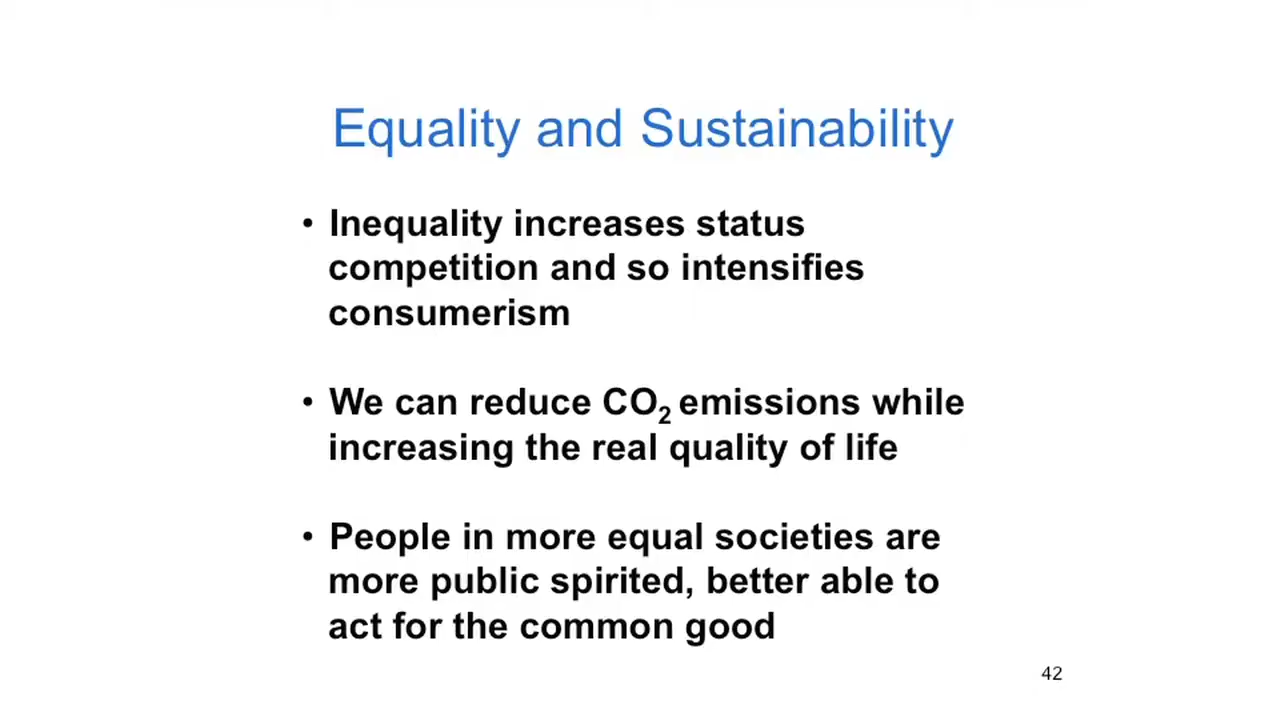 Equality and Sustainability
• Inequality increases status
competition and so intensifies
consumerism
• We can reduce CO₂ emissions while
increasing the real quality of life
• People in more equal societies are
more public spirited, better able to
act for the common good
42